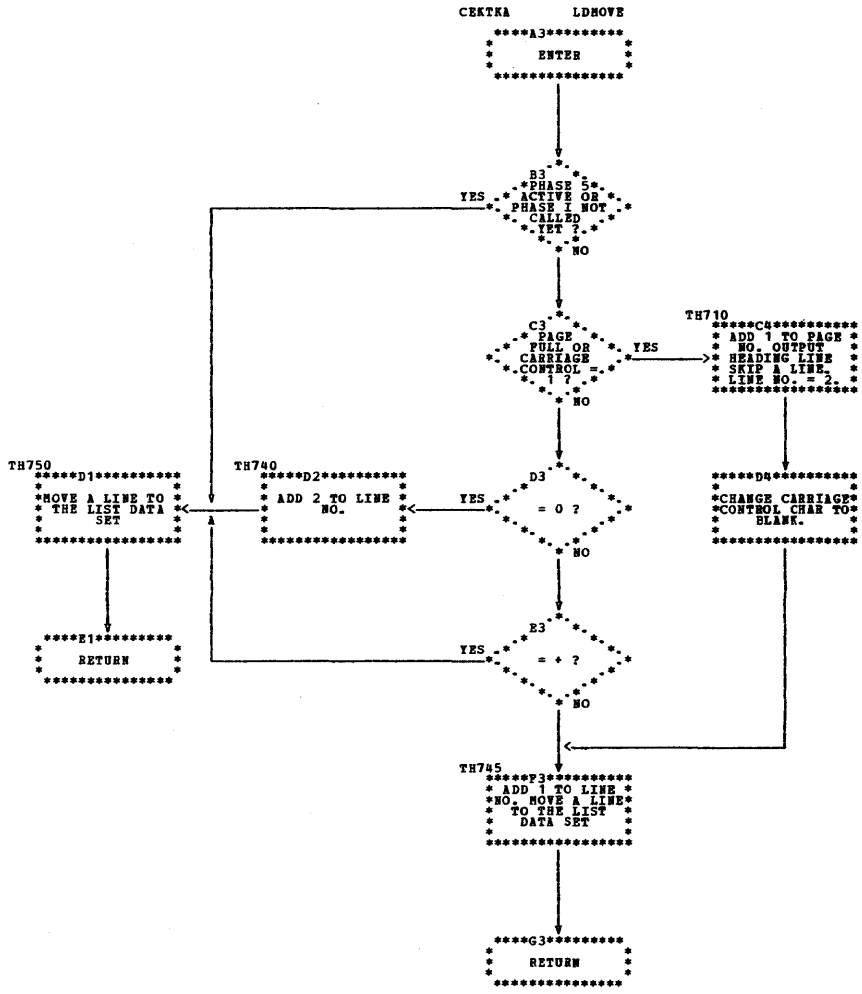 CEKTKA LDMOVE
A3
ENTER
B3
PHASE 5
ACTIVE OR
PHASE I NOT
CALLED
YET ?
YES
NO
C3
PAGE
FULL OR
CARRIAGE
CONTROL =
1 ?
YES
NO
TH710
C4
ADD 1 TO PAGE
NO. OUTPUT
HEADING LINE
SKIP A LINE.
LINE NO. = 2.
TH750
D1
MOVE A LINE TO
THE LIST DATA
SET
TH740
D2
ADD 2 TO LINE
NO.
D3
= 0 ?
YES
NO
D4
CHANGE CARRIAGE
CONTROL CHAR TO
BLANK.
E1
RETURN
E3
= + ?
YES
NO
TH745
F3
ADD 1 TO LINE
NO. MOVE A LINE
TO THE LIST
DATA SET
G3
RETURN